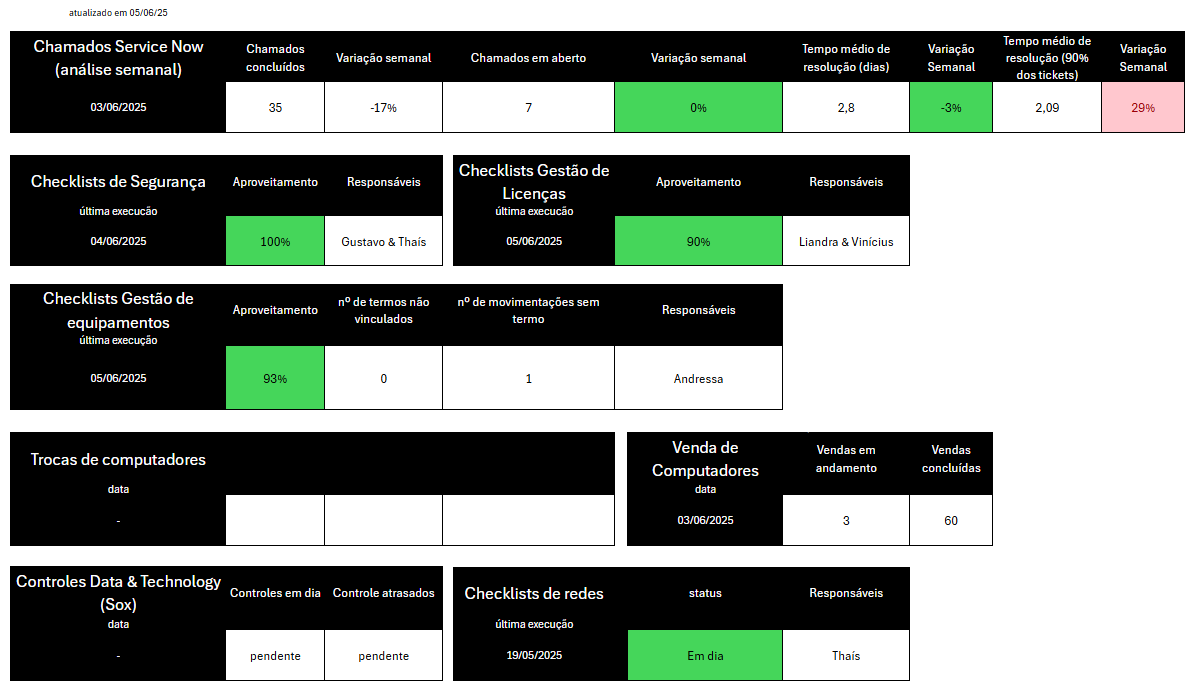 atualizado em 05/06/25
Chamados Service Now
(análise semanal)
03/06/2025
Chamados
concluídos
Variação semanal
Chamados em aberto
Variação semanal
Tempo médio de
resolução (dias)
Variação
Semanal
Tempo médio de
resolução (90%
dos tickets)
Variação
Semanal
35
-17%
7
0%
2,8
-3%
2,09
29%
Checklists de Segurança
última execução
04/06/2025
Aproveitamento
Responsáveis
100%
Gustavo & Thaís
Checklists Gestão de
Licenças
última execução
05/06/2025
Aproveitamento
Responsáveis
90%
Liandra & Vinícius
Checklists Gestão de
equipamentos
última execução
05/06/2025
Aproveitamento
nº de termos não
vinculados
nº de movimentações sem
termo
Responsáveis
93%
0
1
Andressa
Trocas de computadores
data
-
Venda de
Computadores
data
03/06/2025
Vendas em
andamento
Vendas
concluídas
3
60
Controles Data & Technology
(Sox)
data
-
Controles em dia
Controle atrasados
pendente
pendente
Checklists de redes
última execução
19/05/2025
status
Responsáveis
Em dia
Thaís